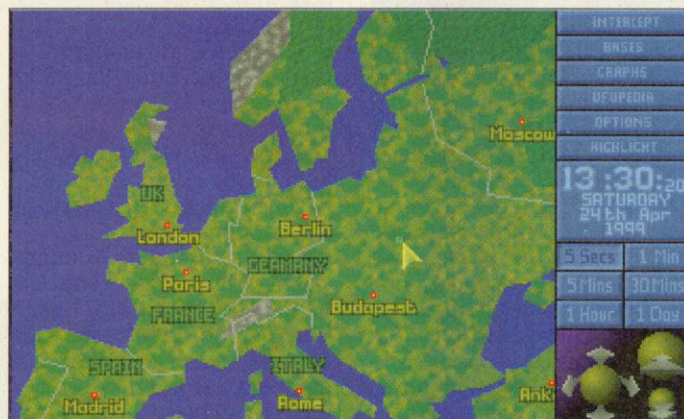 INTERCEPT
BASES
GRAPHS
UFOPEDIA
OPTIONS
HIGHLIGHT
13:30:20
SATURDAY
24th Apr
1999
5 Secs
1 Min
5 Mins
30 Mins
1 Hour
1 Day
Moscow
UK
London
Berlin
GERMANY
Paris
FRANCE
Budapest
SPAIN
ITALY
Madrid
Rome
Ank